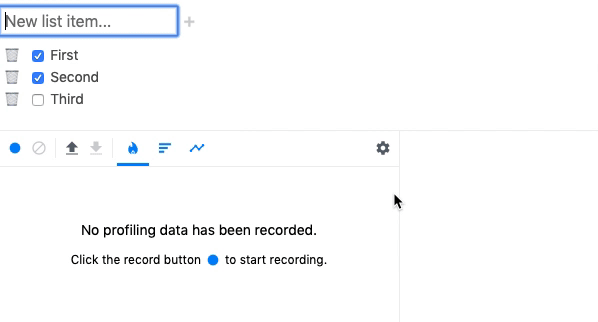 New list item...
First
Second
Third
No profiling data has been recorded.
Click the record button to start recording.